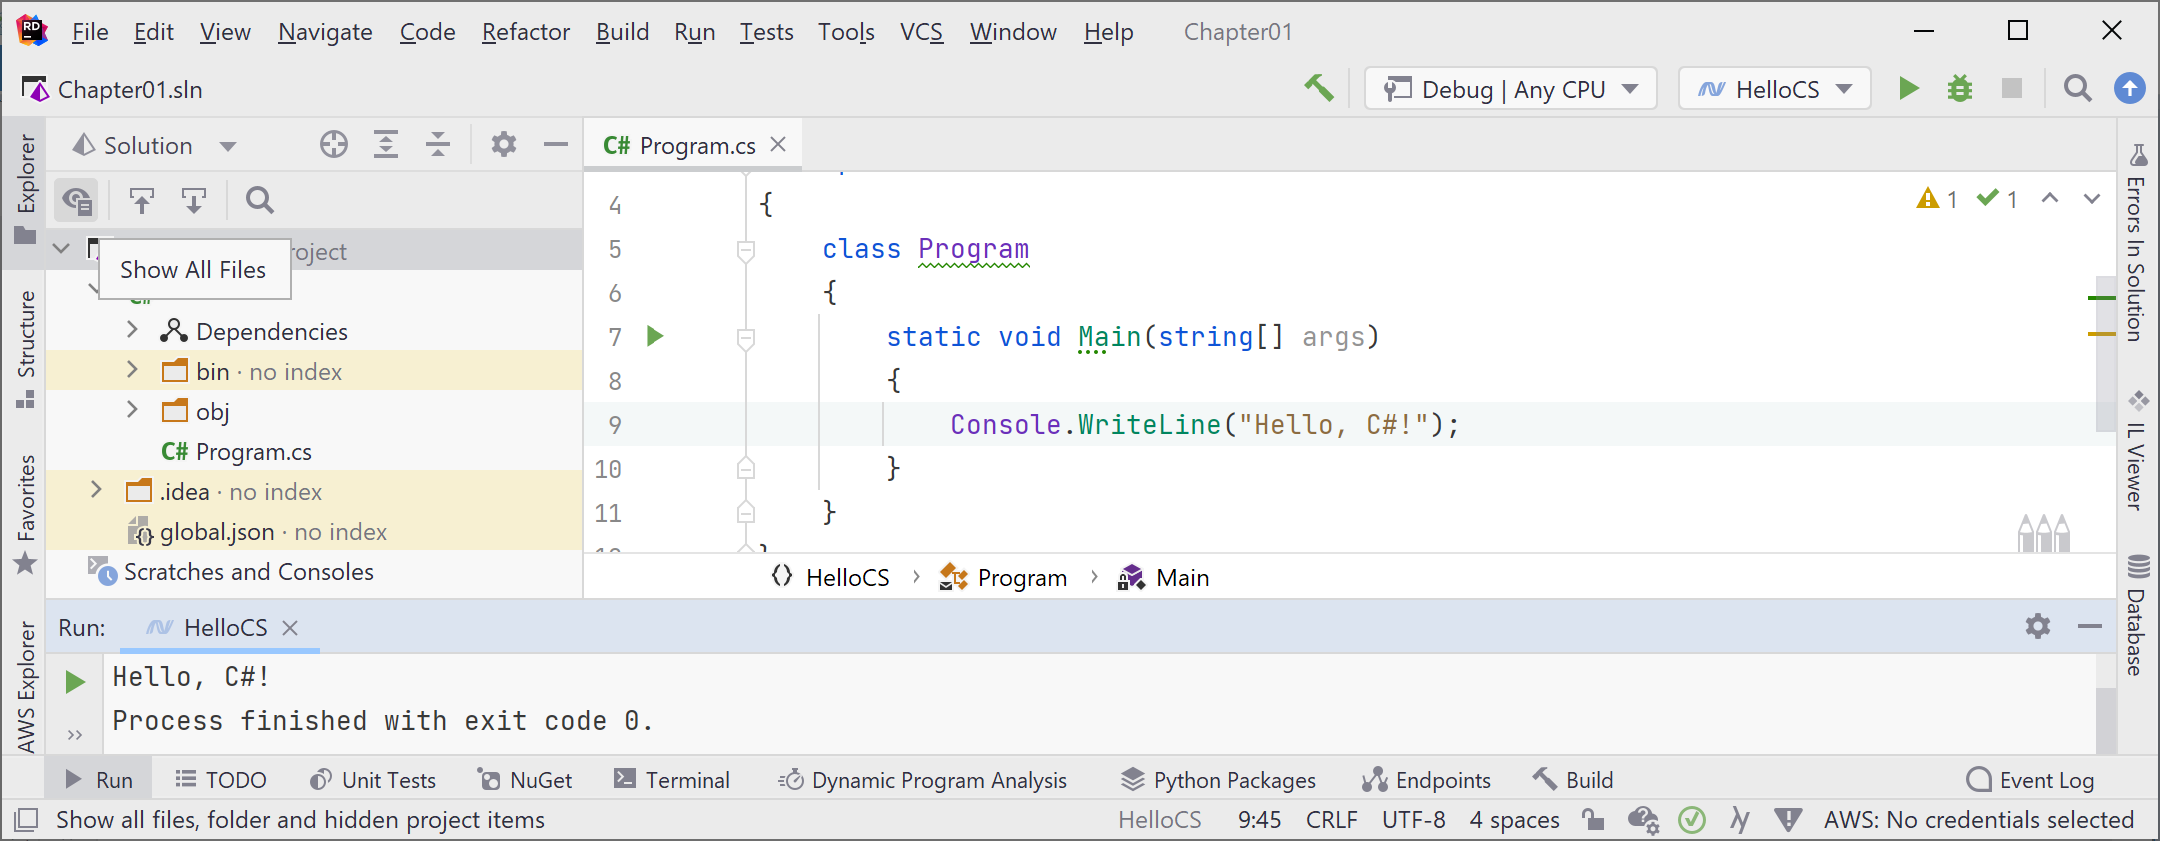 RD
File Edit View Navigate Code Refactor Build Run Tests Tools VCS Window Help Chapter01
Chapter01.sln
Debug | Any CPU
HelloCS
Explorer
Structure
Favorites
AWS Explorer
Solution
Show All Files
roject
C#
Dependencies
bin · no index
obj
C# Program.cs
.idea · no index
global.json · no index
Scratches and Consoles
C# Program.cs
1 1
4 {
5 class Program
6 {
7 static void Main(string[] args)
8 {
9 Console.WriteLine("Hello, C#!");
10 }
11 }
12 }
HelloCS > Program > Main
Errors In Solution
IL Viewer
Database
Run: HelloCS
Hello, C#!
Process finished with exit code 0.
Run TODO Unit Tests NuGet Terminal Dynamic Program Analysis Python Packages Endpoints Build Event Log
Show all files, folder and hidden project items HelloCS 9:45 CRLF UTF-8 4 spaces AWS: No credentials selected